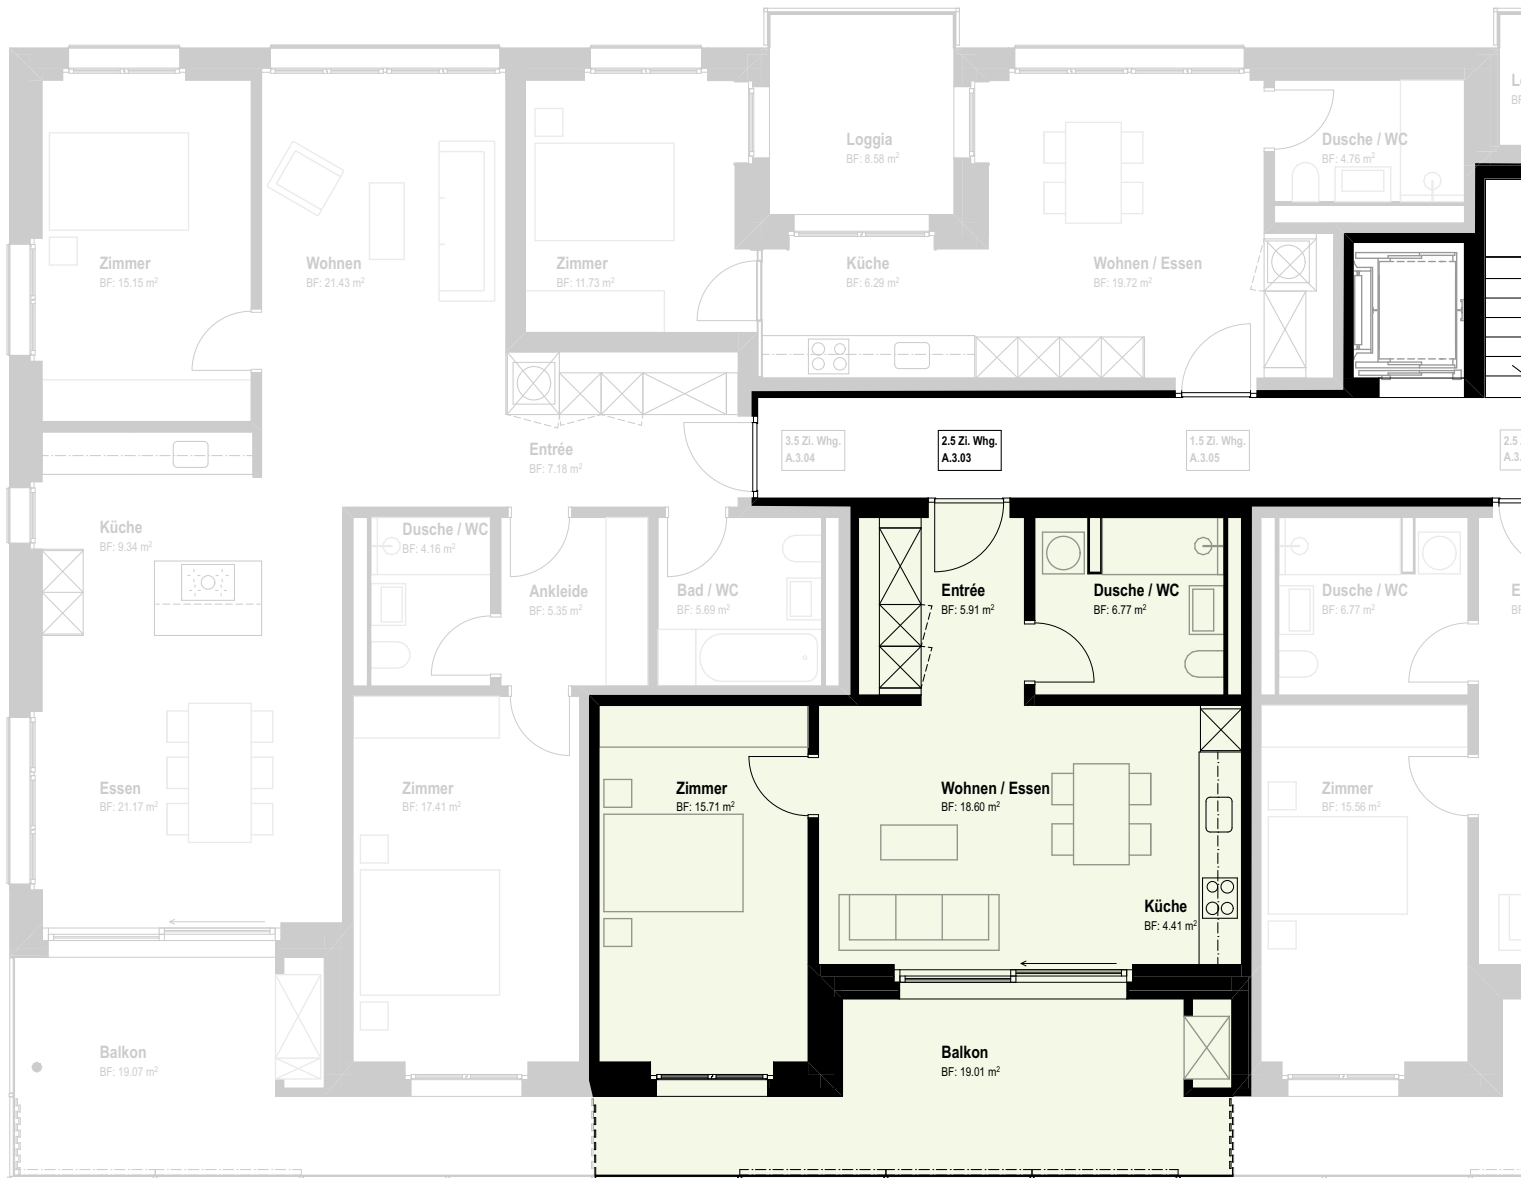 Loggia
BF: 8.58 m²
Dusche / WC
BF: 4.76 m²
Zimmer
BF: 15.15 m²
Wohnen
BF: 21.43 m²
Zimmer
BF: 11.73 m²
Küche
BF: 6.29 m²
Wohnen / Essen
BF: 19.72 m²
Entrée
BF: 7.18 m²
3.5 Zi. Whg.
A.3.04
2.5 Zi. Whg.
A.3.03
1.5 Zi. Whg.
A.3.05
2.5
A.3.
Küche
BF: 9.34 m²
Dusche / WC
BF: 4.16 m²
Ankleide
BF: 5.35 m²
Bad / WC
BF: 5.69 m²
Entrée
BF: 5.91 m²
Dusche / WC
BF: 6.77 m²
Dusche / WC
BF: 6.77 m²
E
BF
Essen
BF: 21.17 m²
Zimmer
BF: 17.41 m²
Zimmer
BF: 15.71 m²
Wohnen / Essen
BF: 18.60 m²
Zimmer
BF: 15.56 m²
Küche
BF: 4.41 m²
Balkon
BF: 19.07 m²
Balkon
BF: 19.01 m²